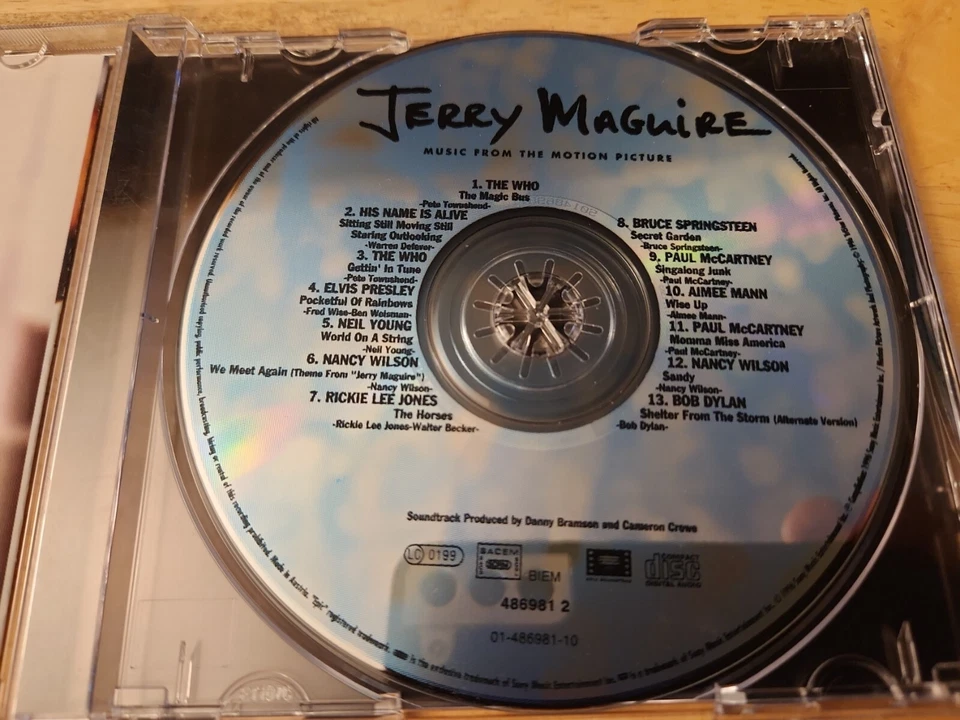 JERRY MAGUIRE
MUSIC FROM THE MOTION PICTURE
1. THE WHO
The Magic Bus
-Pete Townshend-
2. HIS NAME IS ALIVE
Sitting Still Moving Still
Staring Outlooking
-Warren Defever-
3. THE WHO
Gettin' In Tune
-Pete Townshend-
4. ELVIS PRESLEY
Pocketful Of Rainbows
-Fred Wise-Ben Weisman-
5. NEIL YOUNG
World On A String
-Neil Young-
6. NANCY WILSON
We Meet Again (Theme From "Jerry Maguire")
-Nancy Wilson-
7. RICKIE LEE JONES
The Horses
-Rickie Lee Jones-Walter Becker-
8. BRUCE SPRINGSTEEN
Secret Garden
-Bruce Springsteen-
9. PAUL McCARTNEY
Singalong Junk
-Paul McCartney-
10. AIMEE MANN
Wise Up
-Aimee Mann-
11. PAUL McCARTNEY
Momma Miss America
-Paul McCartney-
12. NANCY WILSON
Sandy
-Nancy Wilson-
13. BOB DYLAN
Shelter From The Storm (Alternate Version)
-Bob Dylan-
Soundtrack Produced by Danny Bramson and Cameron Crowe
LC 0199
SACEM
BIEM
COMPACT
disc
DIGITAL AUDIO
486981 2
01-486981-10